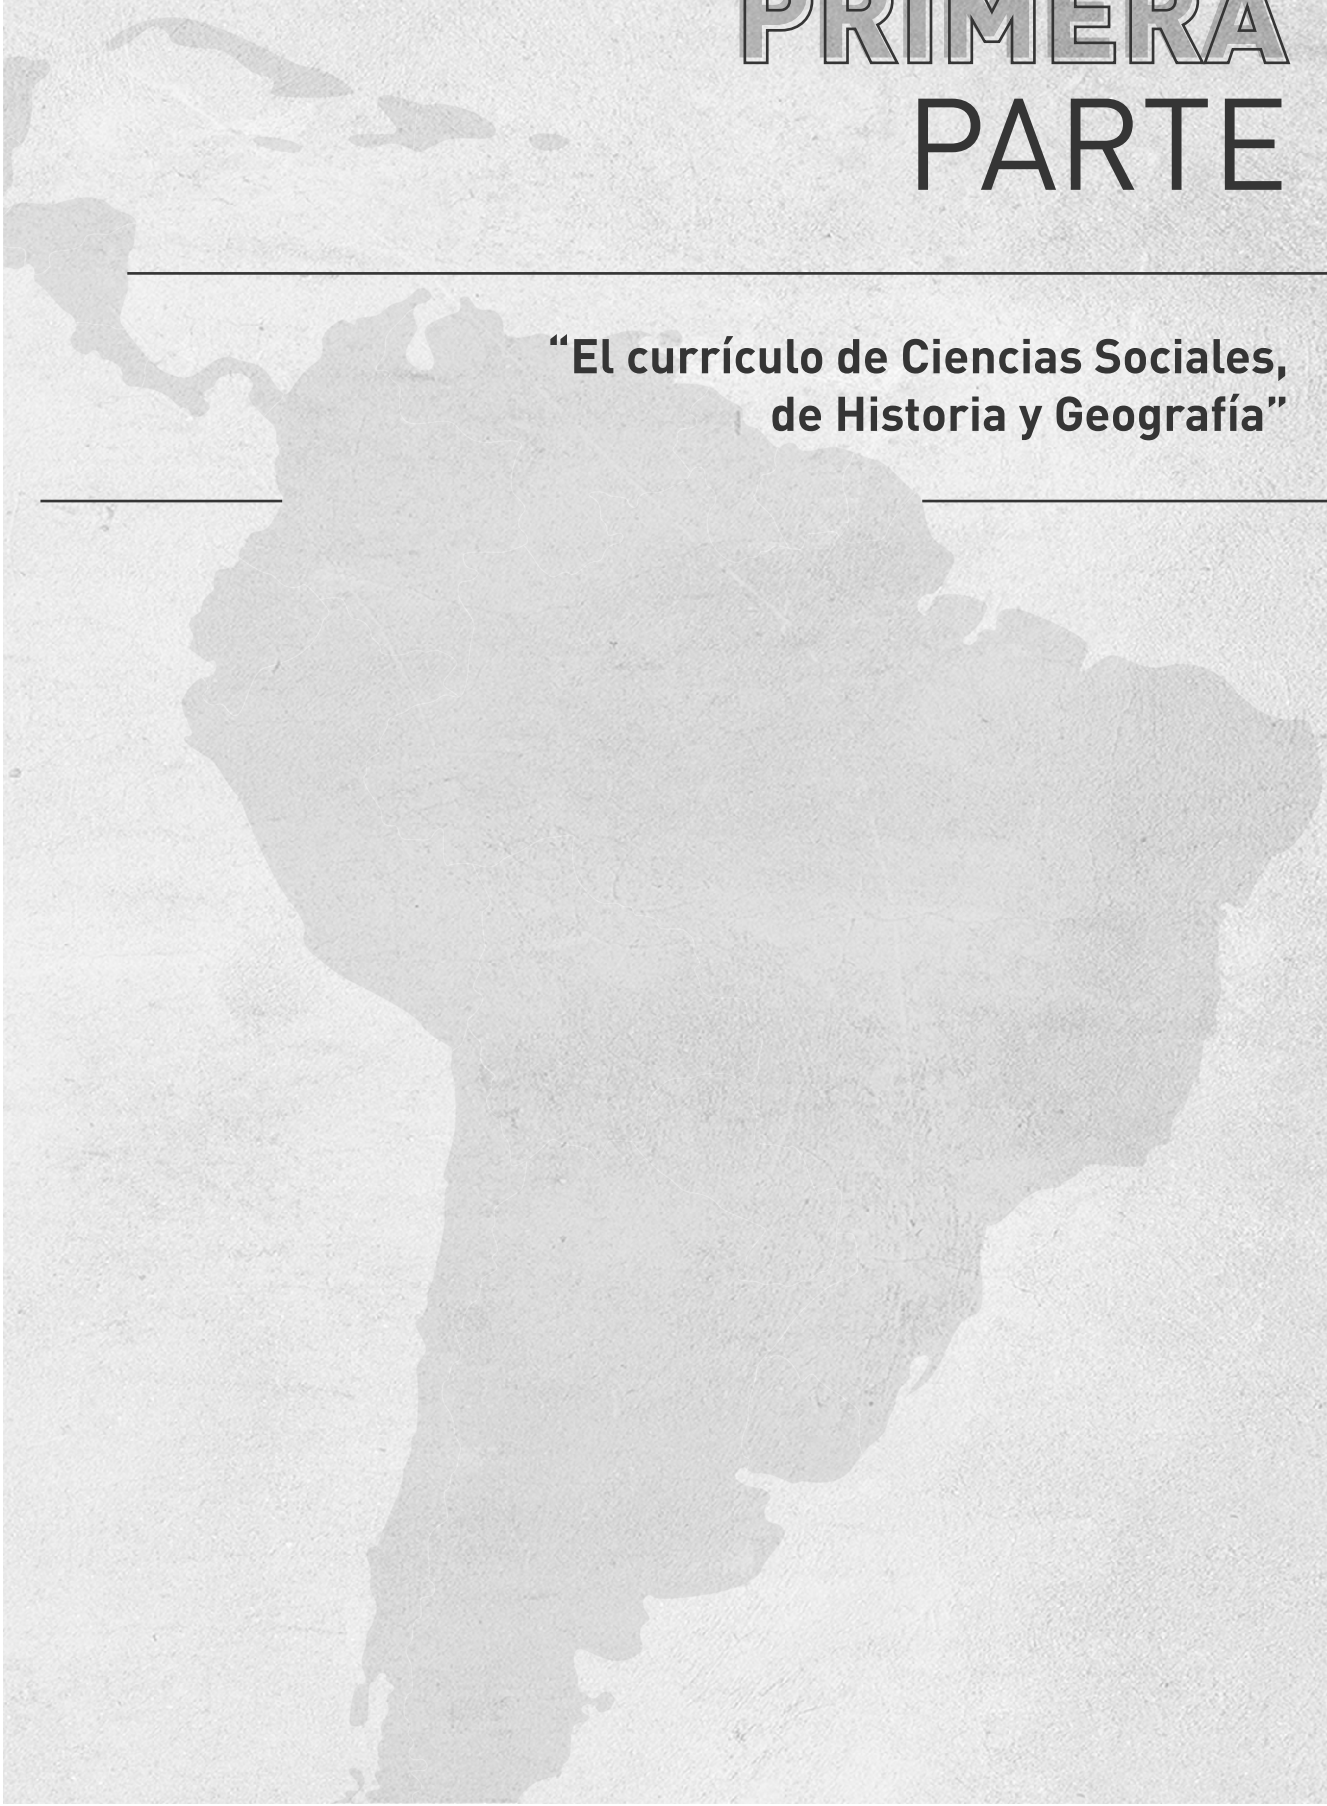 PRIMERA
PARTE
“El currículo de Ciencias Sociales,
de Historia y Geografía”